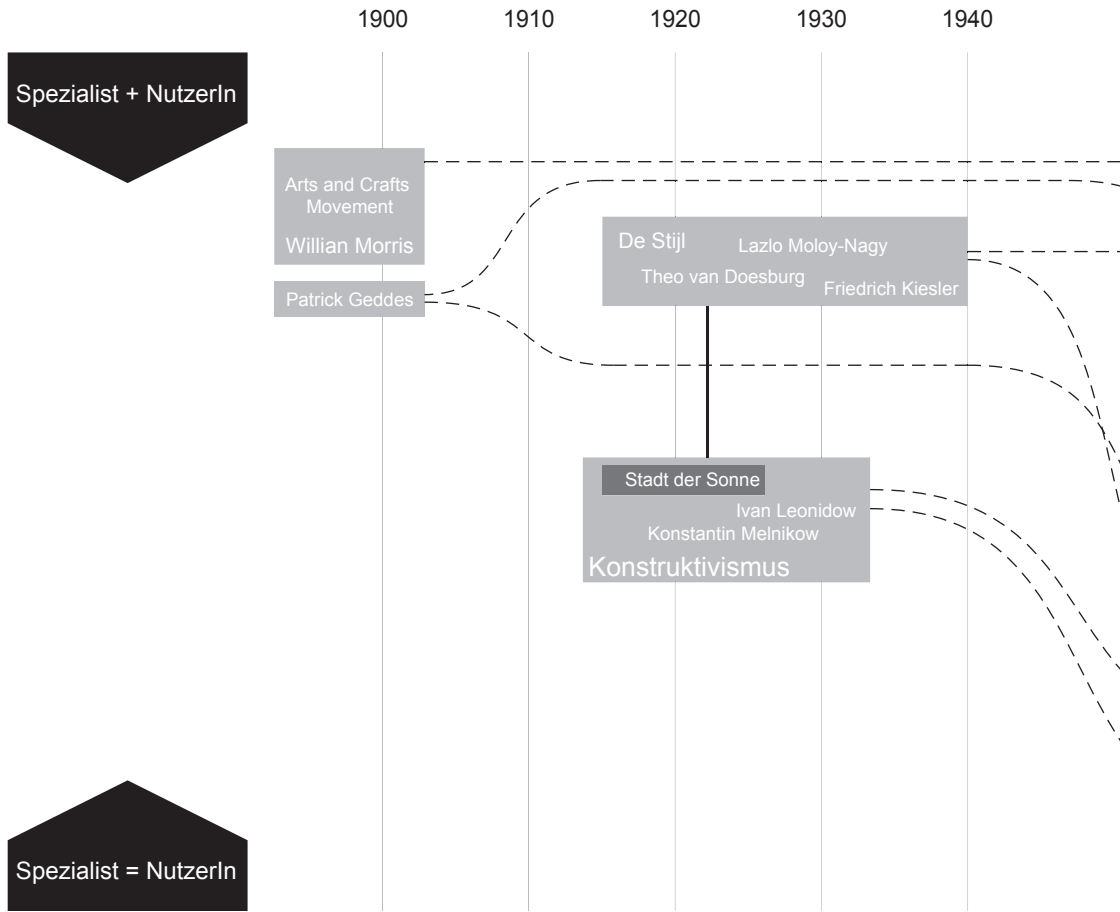 1900 1910 1920 1930 1940
Spezialist + NutzerIn
Arts and Crafts
Movement
Willian Morris
Patrick Geddes
De Stijl
Lazlo Moloy-Nagy
Theo van Doesburg
Friedrich Kiesler
Stadt der Sonne
Ivan Leonidow
Konstantin Melnikow
Konstruktivismus
Spezialist = NutzerIn